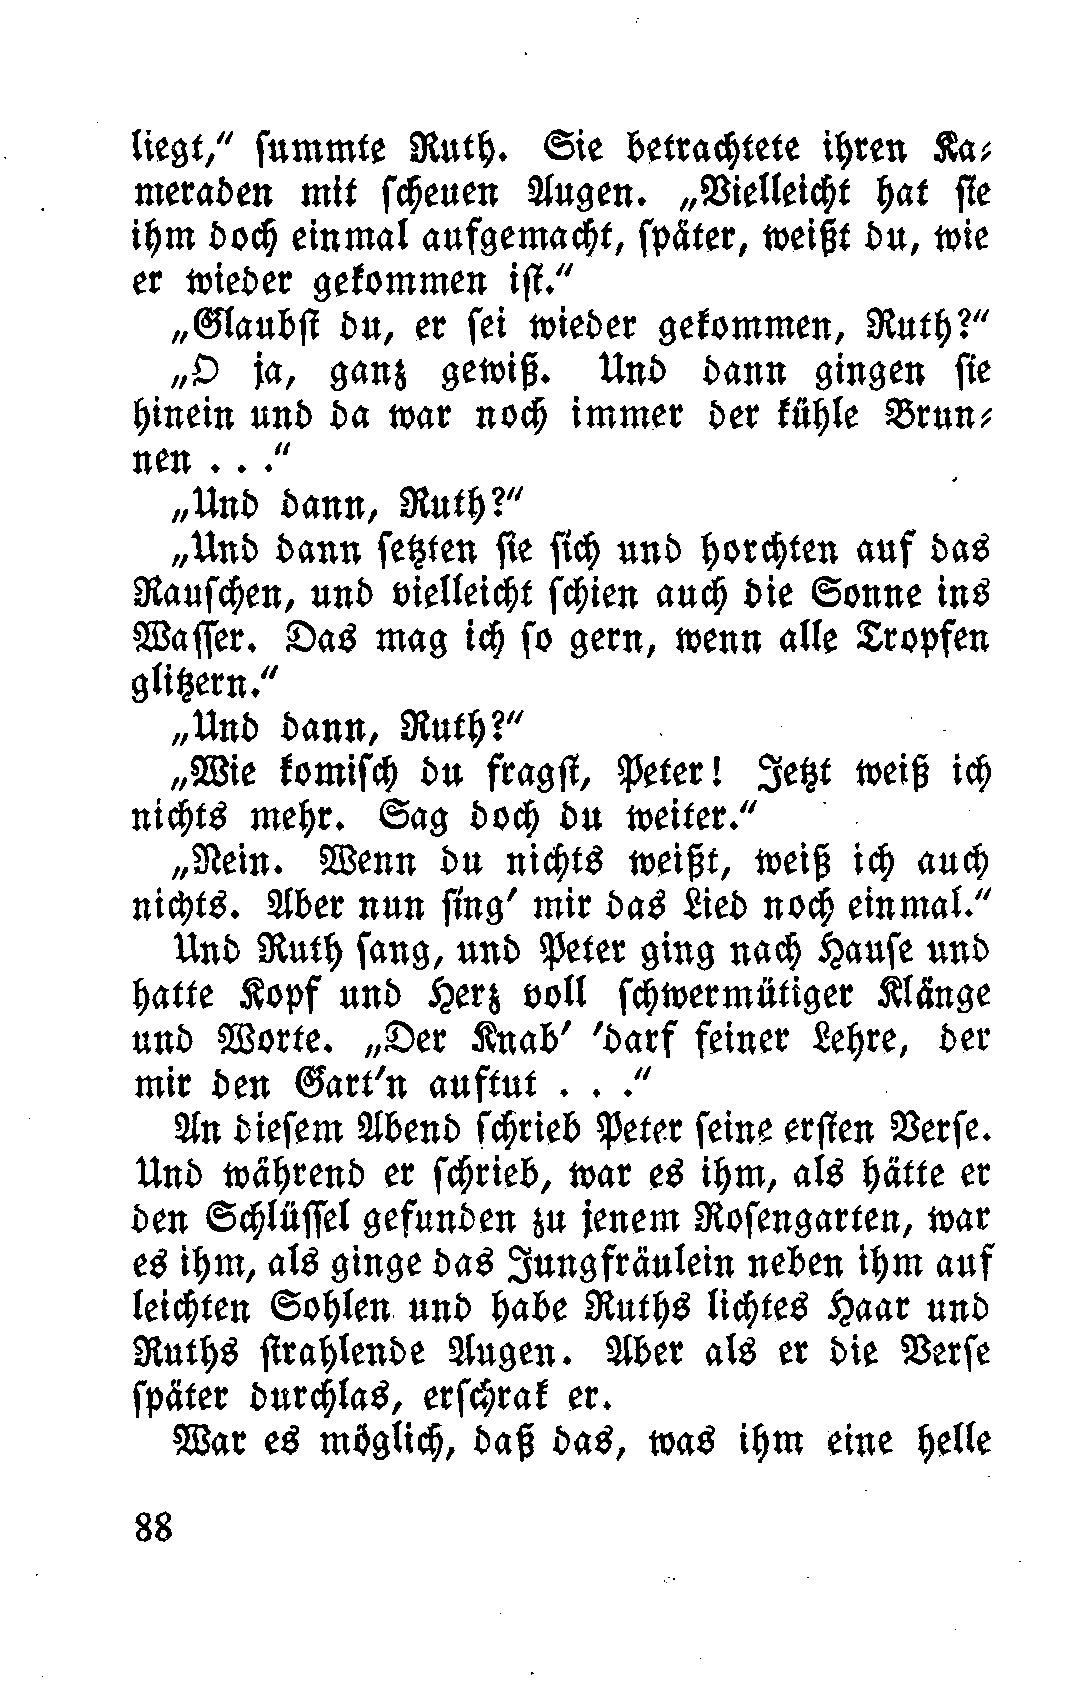 liegt,“ summte Ruth. Sie betrachtete ihren Ka-
meraden mit scheuen Augen. „Vielleicht hat sie
ihm doch einmal aufgemacht, später, weißt du, wie
er wieder gekommen ist.“
„Glaubst du, er sei wieder gekommen, Ruth?“
„O ja, ganz gewiß. Und dann gingen sie
hinein und da war noch immer der kühle Brun-
nen . . .“
„Und dann, Ruth?“
„Und dann setzten sie sich und horchten auf das
Rauschen, und vielleicht schien auch die Sonne ins
Wasser. Das mag ich so gern, wenn alle Tropfen
glitzern.“
„Und dann, Ruth?“
„Wie komisch du fragst, Peter! Jetzt weiß ich
nichts mehr. Sag doch du weiter.“
„Nein. Wenn du nichts weißt, weiß ich auch
nichts. Aber nun sing' mir das Lied noch einmal.“
Und Ruth sang, und Peter ging nach Hause und
hatte Kopf und Herz voll schwermütiger Klänge
und Worte. „Der Knab' 'darf feiner Lehre, der
mir den Gart'n auftut . . .“
An diesem Abend schrieb Peter seine ersten Verse.
Und während er schrieb, war es ihm, als hätte er
den Schlüssel gefunden zu jenem Rosengarten, war
es ihm, als ginge das Jungfräulein neben ihm auf
leichten Sohlen und habe Ruths lichtes Haar und
Ruths strahlende Augen. Aber als er die Verse
später durchlas, erschrak er.
War es möglich, daß das, was ihm eine helle
88